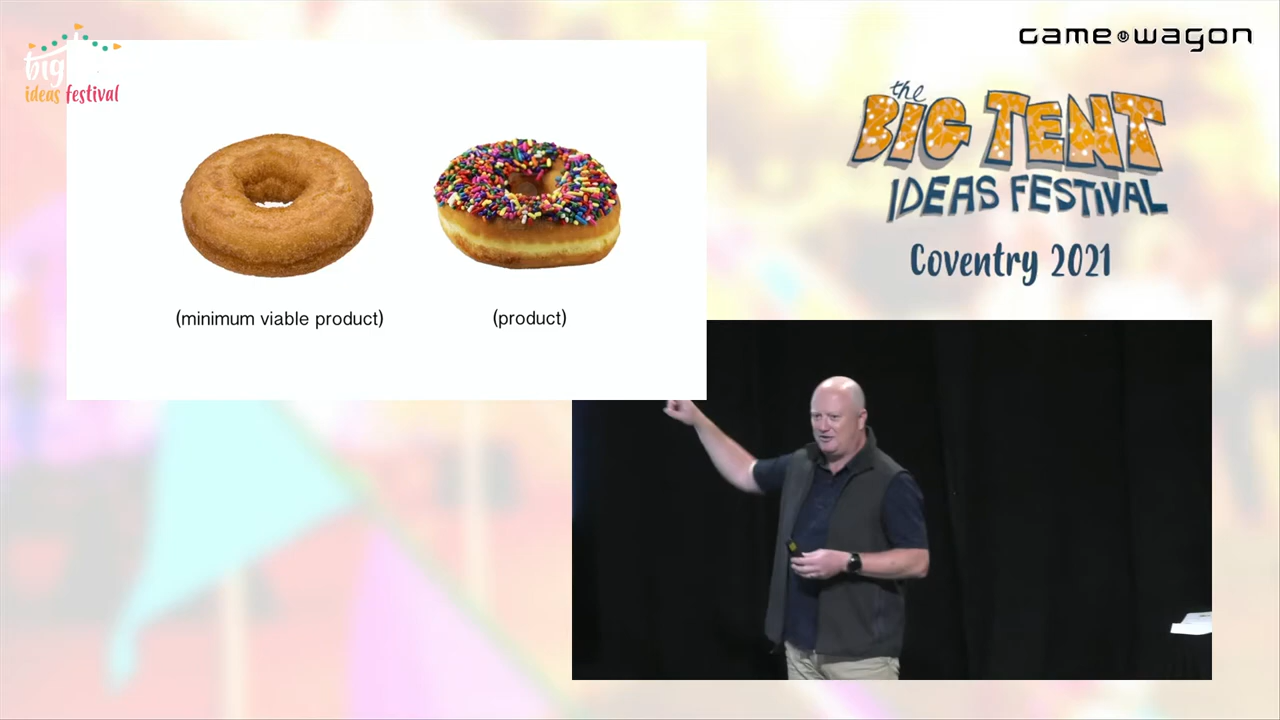 big
ideas festival
(minimum viable product)
(product)
game wagon
the
BIG TENT
IDEAS FESTIVAL
Coventry 2021